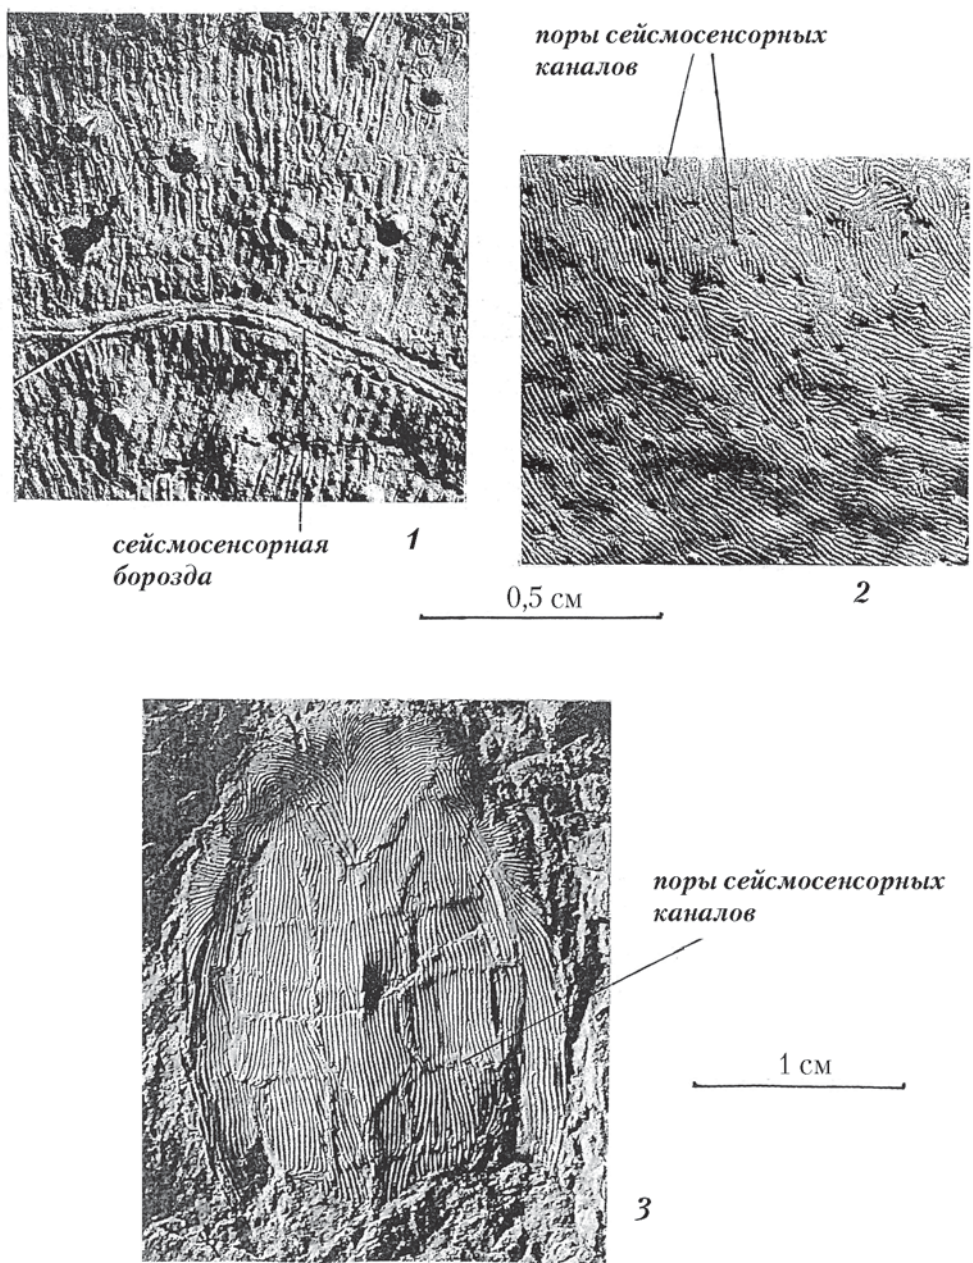 поры сейсмосенсорных
каналов
сейсмосенсорная
борозда
1
2
0,5 см
поры сейсмосенсорных
каналов
1 см
3